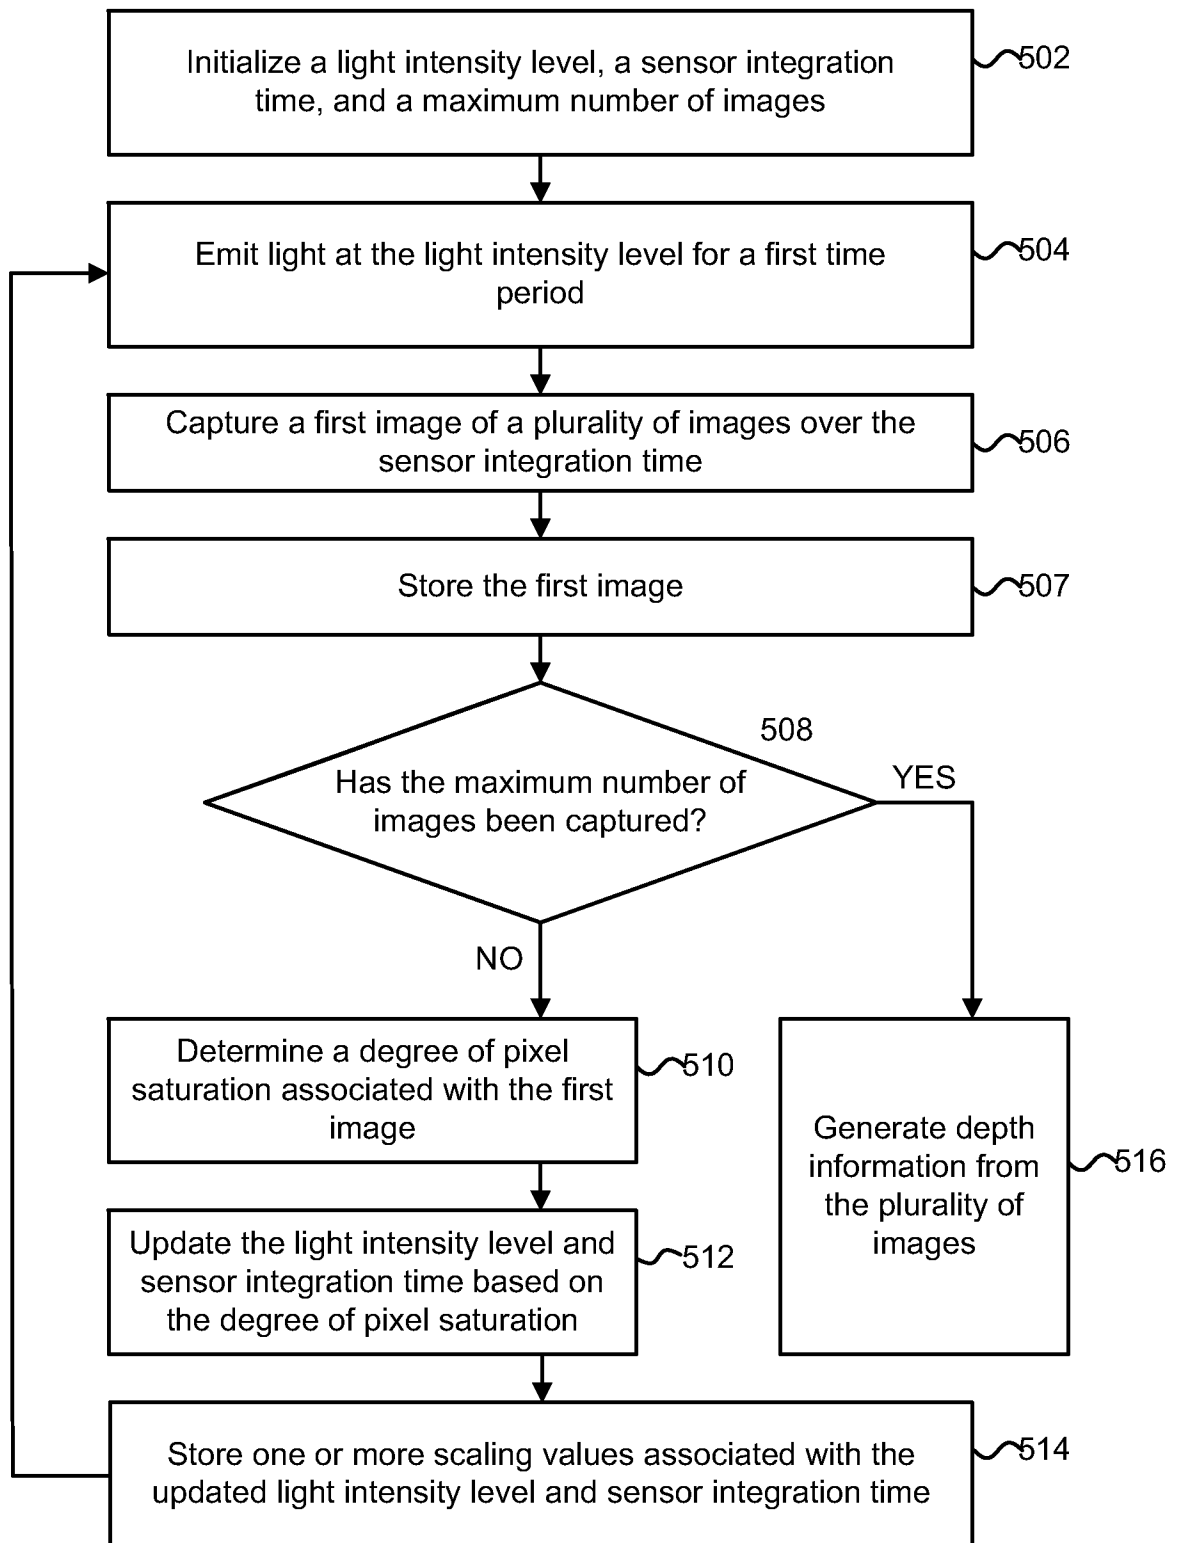 Initialize a light intensity level, a sensor integration
time, and a maximum number of images
502
Emit light at the light intensity level for a first time
period
504
Capture a first image of a plurality of images over the
sensor integration time
506
Store the first image
507
508
Has the maximum number of
images been captured?
YES
NO
Determine a degree of pixel
saturation associated with the first
image
510
Generate depth
information from
the plurality of
images
516
Update the light intensity level and
sensor integration time based on
the degree of pixel saturation
512
Store one or more scaling values associated with the
updated light intensity level and sensor integration time
514